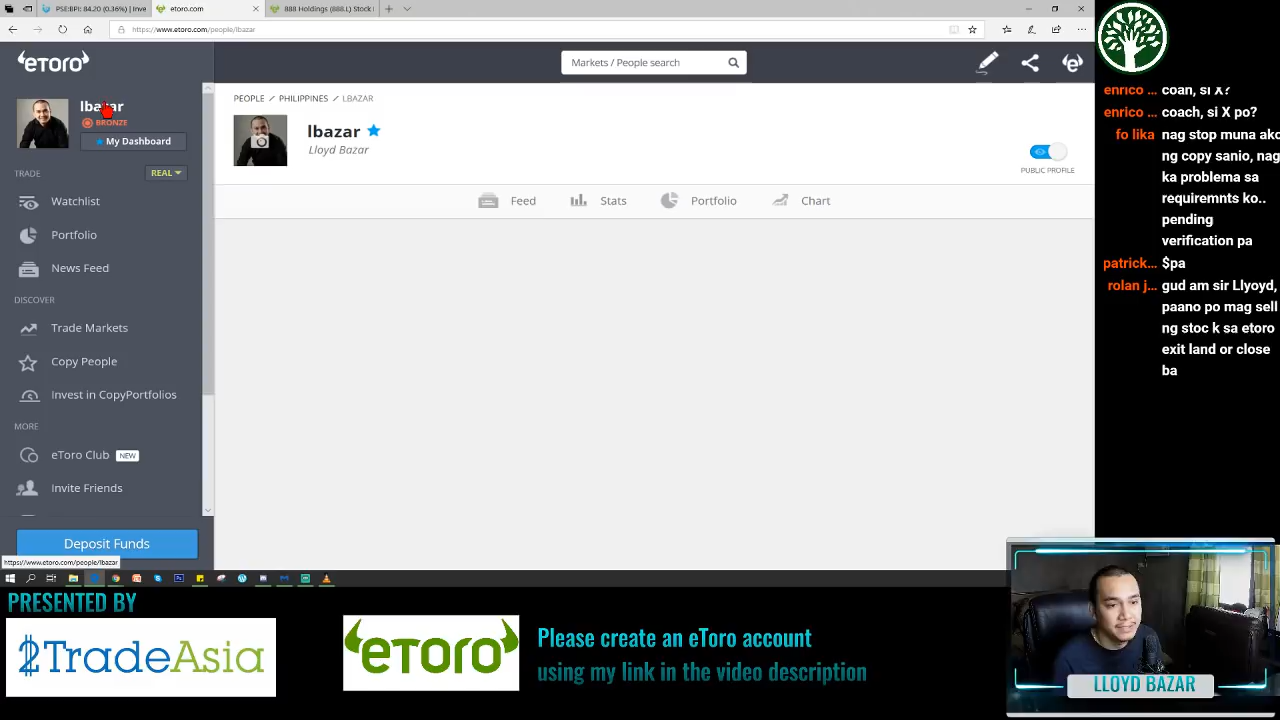 PSE:BPI: 84.20 (0.36%) | Inve
etoro.com
888 Holdings (888.L) Stock
https://www.etoro.com/people/lbazar
eToro
Markets / People search
lbazar
BRONZE
My Dashboard
TRADE
REAL
Watchlist
Portfolio
News Feed
DISCOVER
Trade Markets
Copy People
Invest in CopyPortfolios
MORE
eToro Club NEW
Invite Friends
Deposit Funds
https://www.etoro.com/people/lbazar
PEOPLE / PHILIPPINES / LBAZAR
lbazar
Lloyd Bazar
PUBLIC PROFILE
Feed
Stats
Portfolio
Chart
enrico ... coan, si X?
enrico ... coach, si X po?
fo lika nag stop muna ako
ng copy sanio, nag
ka problema sa
requiremnts ko..
pending
verification pa
patrick... $pa
rolan j... gud am sir Llyoyd,
paano po mag sell
ng stoc k sa etoro
exit land or close
ba
PRESENTED BY
2TradeAsia
eToro
Please create an eToro account
using my link in the video description
LLOYD BAZAR